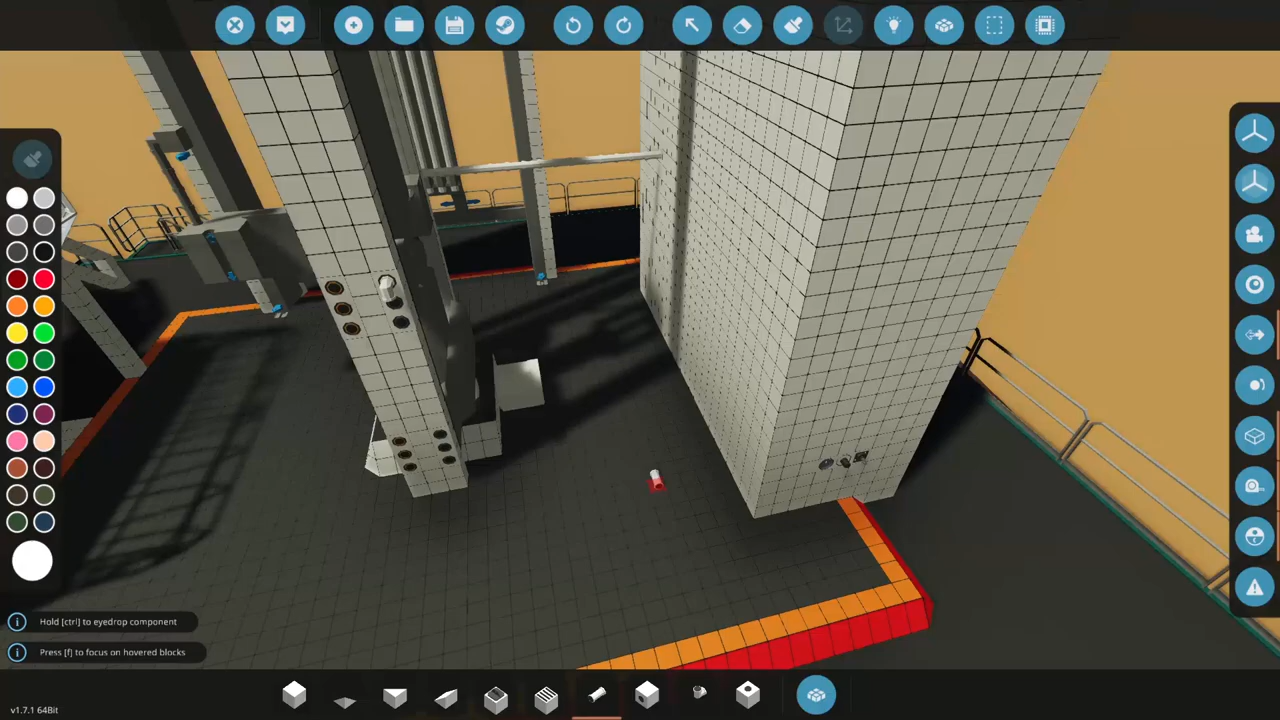 Hold [ctrl] to eyedrop component
Press [f] to focus on hovered blocks
v1.7.1 64Bit